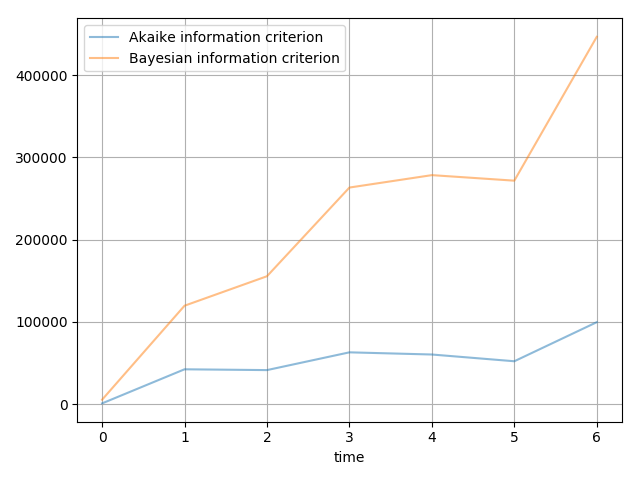 Akaike information criterion
Bayesian information criterion
400000
300000
200000
100000
0
0 1 2 3 4 5 6
time